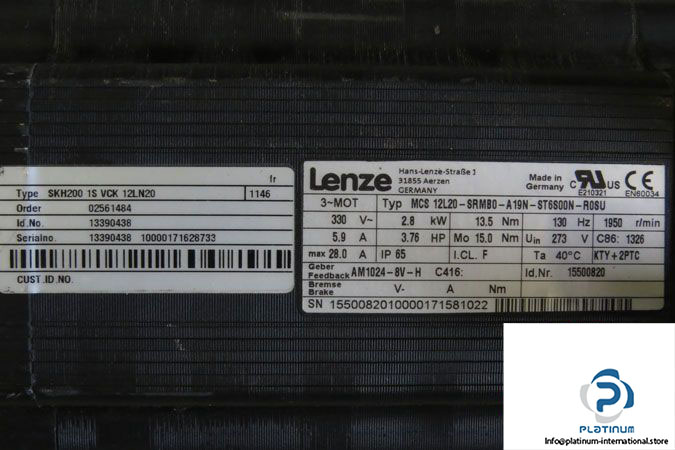 fr
Type SKH200 1S VCK 12LN20 1146
Order 02561484
Id.No. 13390438
Serialno. 13390438 10000171628733
CUST.ID.NO.
Lenze
Hans-Lenze-Straße 1
31855 Aerzen
GERMANY
Made in
Germany
C RU US
E210321
CE
EN60034
3~MOT Typ MCS 12L20-SRMB0-A19N-ST6S00N-R0SU
330 V~ 2.8 kW 13.5 Nm 130 Hz 1950 r/min
5.9 A 3.76 HP Mo 15.0 Nm Uin 273 V C86: 1326
max 28.0 A IP 65 I.CL. F Ta 40°C KTY+2PTC
Geber
Feedback AM1024-8V-H C416: Id.Nr. 15500820
Bremse
Brake V- A Nm
SN 1550082010000171581022
PLATINUM
Info@platinum-international.store